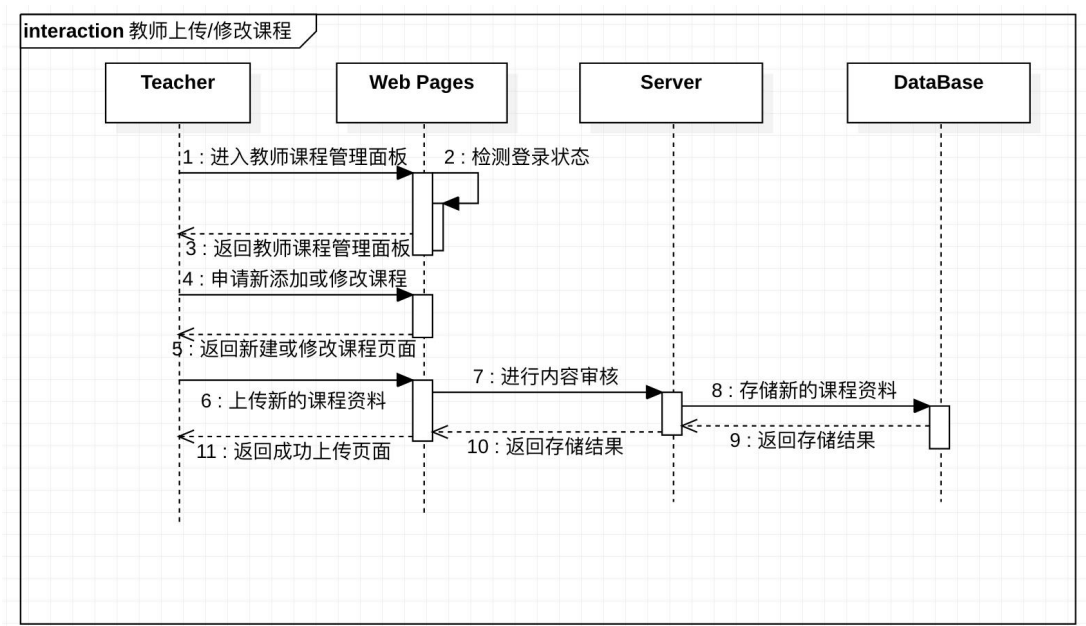 interaction 教师上传/修改课程
Teacher
Web Pages
Server
DataBase
1 : 进入教师课程管理面板
2 : 检测登录状态
3 : 返回教师课程管理面板
4 : 申请新添加或修改课程
5 : 返回新建或修改课程页面
6 : 上传新的课程资料
7 : 进行内容审核
8 : 存储新的课程资料
9 : 返回存储结果
10 : 返回存储结果
11 : 返回成功上传页面